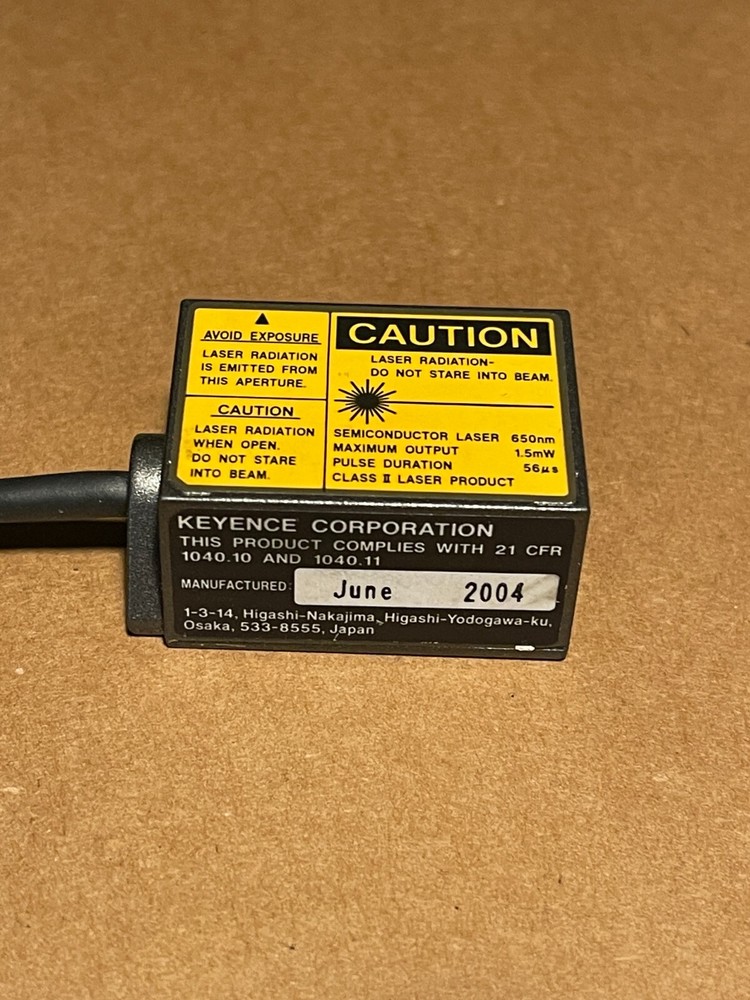 ▲
AVOID EXPOSURE
LASER RADIATION
IS EMITTED FROM
THIS APERTURE.
CAUTION
LASER RADIATION
WHEN OPEN.
DO NOT STARE
INTO BEAM.
CAUTION
LASER RADIATION-
DO NOT STARE INTO BEAM.
SEMICONDUCTOR LASER 650nm
MAXIMUM OUTPUT 1.5mW
PULSE DURATION 56μs
CLASS II LASER PRODUCT
KEYENCE CORPORATION
THIS PRODUCT COMPLIES WITH 21 CFR
1040.10 AND 1040.11
MANUFACTURED: June 2004
1-3-14, Higashi-Nakajima, Higashi-Yodogawa-ku,
Osaka, 533-8555, Japan